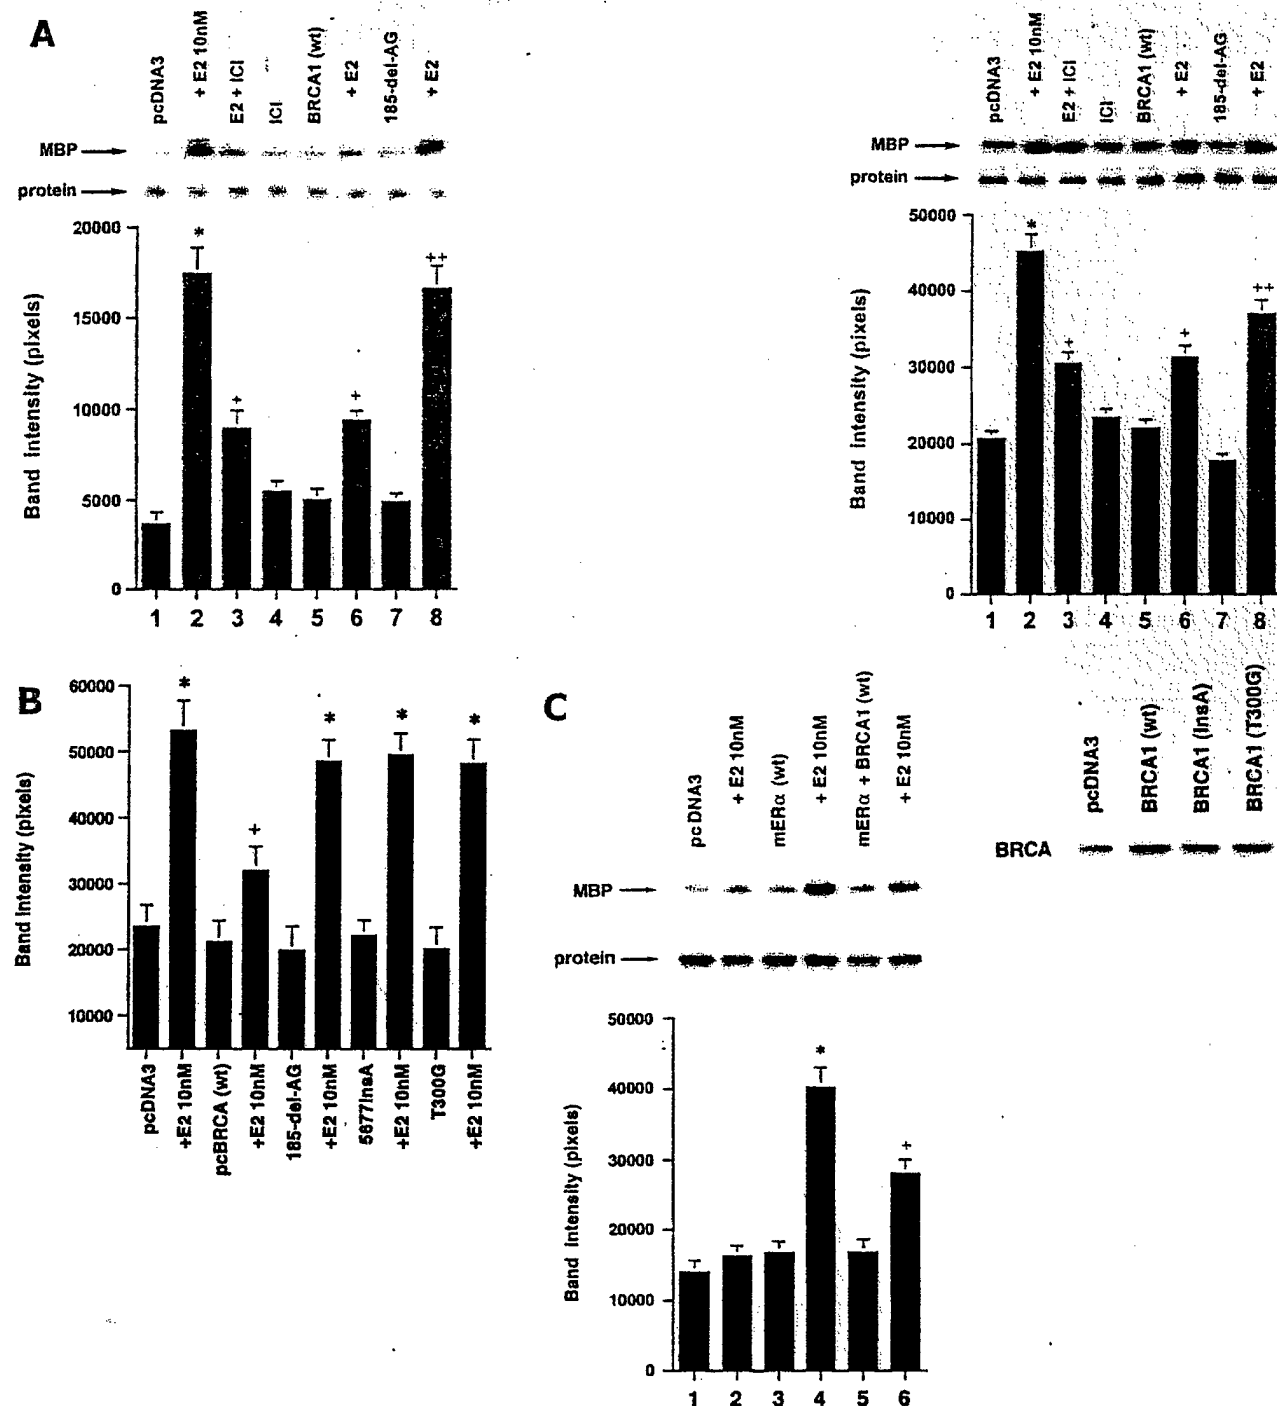 A
pcDNA3
+ E2 10nM
E2 + ICI
ICI
BRCA1 (wt)
+ E2
185-del-AG
+ E2
MBP
protein
20000
15000
10000
5000
0
Band intensity (pixels)
*
+
+
++
1 2 3 4 5 6 7 8
pcDNA3
+ E2 10nM
E2 + ICI
ICI
BRCA1 (wt)
+ E2
185-del-AG
+ E2
MBP
protein
50000
40000
30000
20000
10000
0
Band intensity (pixels)
*
+
+
++
1 2 3 4 5 6 7 8
B
60000
50000
40000
30000
20000
10000
Band Intensity (pixels)
*
+
*
*
*
pcDNA3
+E2 10nM
pcBRCA (wt)
+E2 10nM
185-del-AG
+E2 10nM
5677InsA
+E2 10nM
T300G
+E2 10nM
C
pcDNA3
+ E2 10nM
mERα (wt)
+ E2 10nM
mERα + BRCA1 (wt)
+ E2 10nM
MBP
protein
50000
40000
30000
20000
10000
0
Band Intensity (pixels)
*
+
1 2 3 4 5 6
pcDNA3
BRCA1 (wt)
BRCA1 (InsA)
BRCA1 (T300G)
BRCA